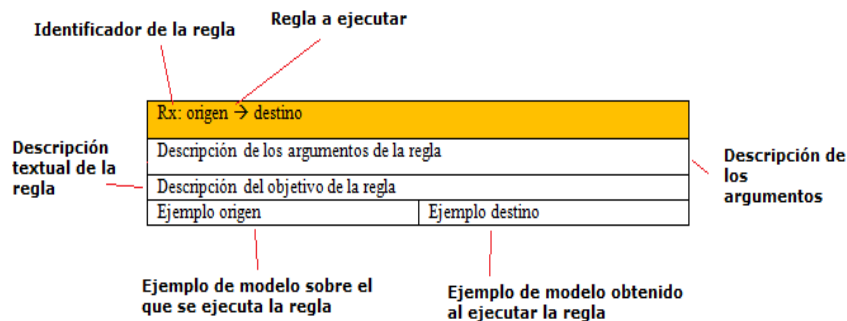 Identificador de la regla
Regla a ejecutar
Rx: origen → destino
Descripción de los argumentos de la regla
Descripción del objetivo de la regla
Ejemplo origen
Ejemplo destino
Descripción
textual de la
regla
Descripción de
los
argumentos
Ejemplo de modelo sobre el
que se ejecuta la regla
Ejemplo de modelo obtenido
al ejecutar la regla